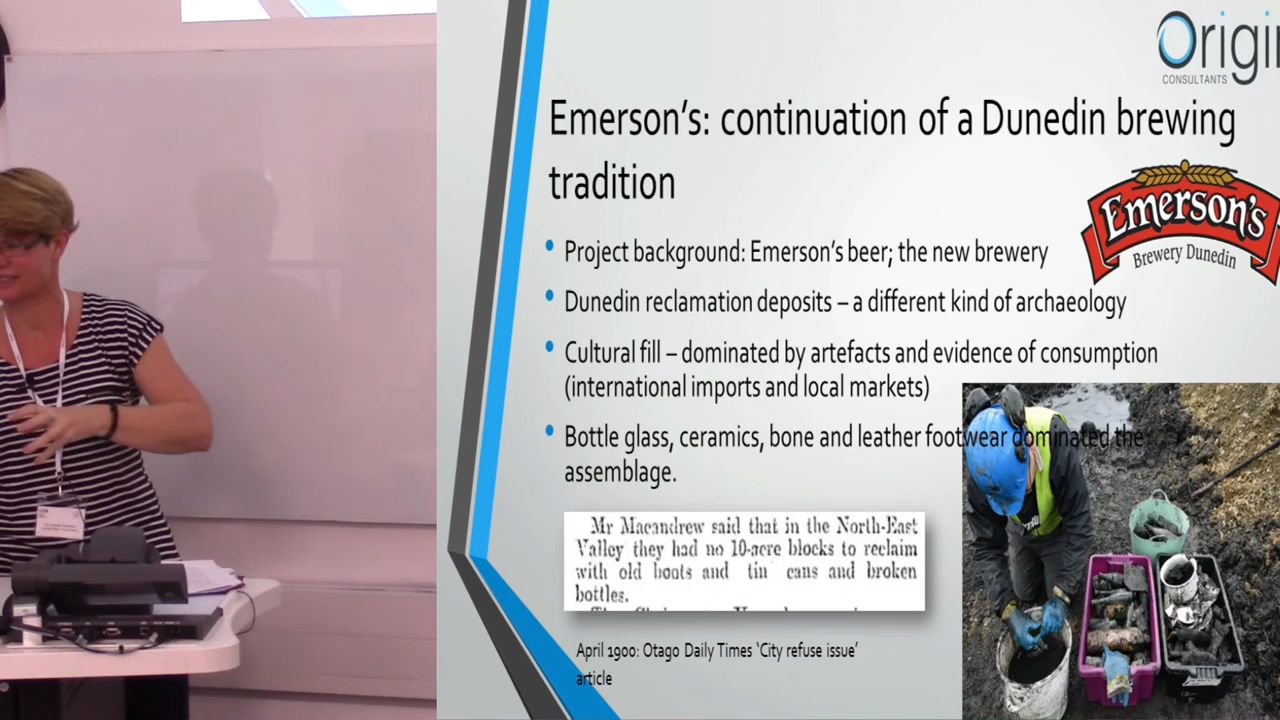 Origin
CONSULTANTS
Emerson's: continuation of a Dunedin brewing
tradition
Emerson's
Brewery Dunedin
Project background: Emerson's beer; the new brewery
Dunedin reclamation deposits – a different kind of archaeology
Cultural fill – dominated by artefacts and evidence of consumption
(international imports and local markets)
Bottle glass, ceramics, bone and leather footwear dominated the
assemblage.
Mr Macandrew said that in the North-East
Valley they had no 10-acre blocks to reclaim
with old boots and tin cans and broken
bottles.
April 1900: Otago Daily Times 'City refuse issue'
article